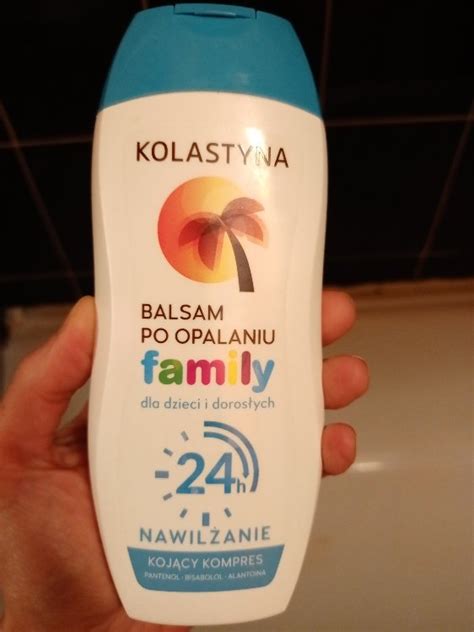 KOLASTYNA
BALSAM
PO OPALANIU
family
dla dzieci i dorosłych
24h
NAWILŻANIE
KOJĄCY KOMPRES
PANTENOL · BISABOLOL · ALANTOINA